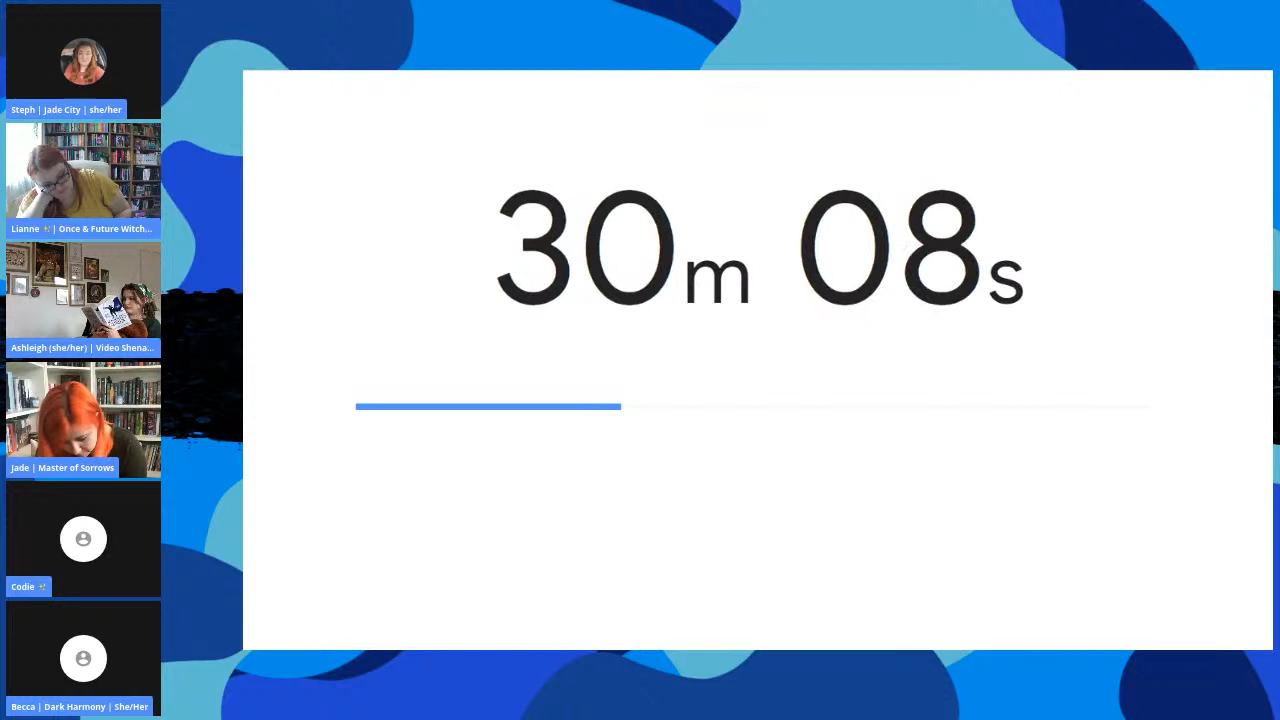 Steph | Jade City | she/her
Lianne ✨ | Once & Future Witch...
Ashleigh (she/her) | Video Shena...
Jade | Master of Sorrows
Codie ✨
Becca | Dark Harmony | She/Her
30m 08s